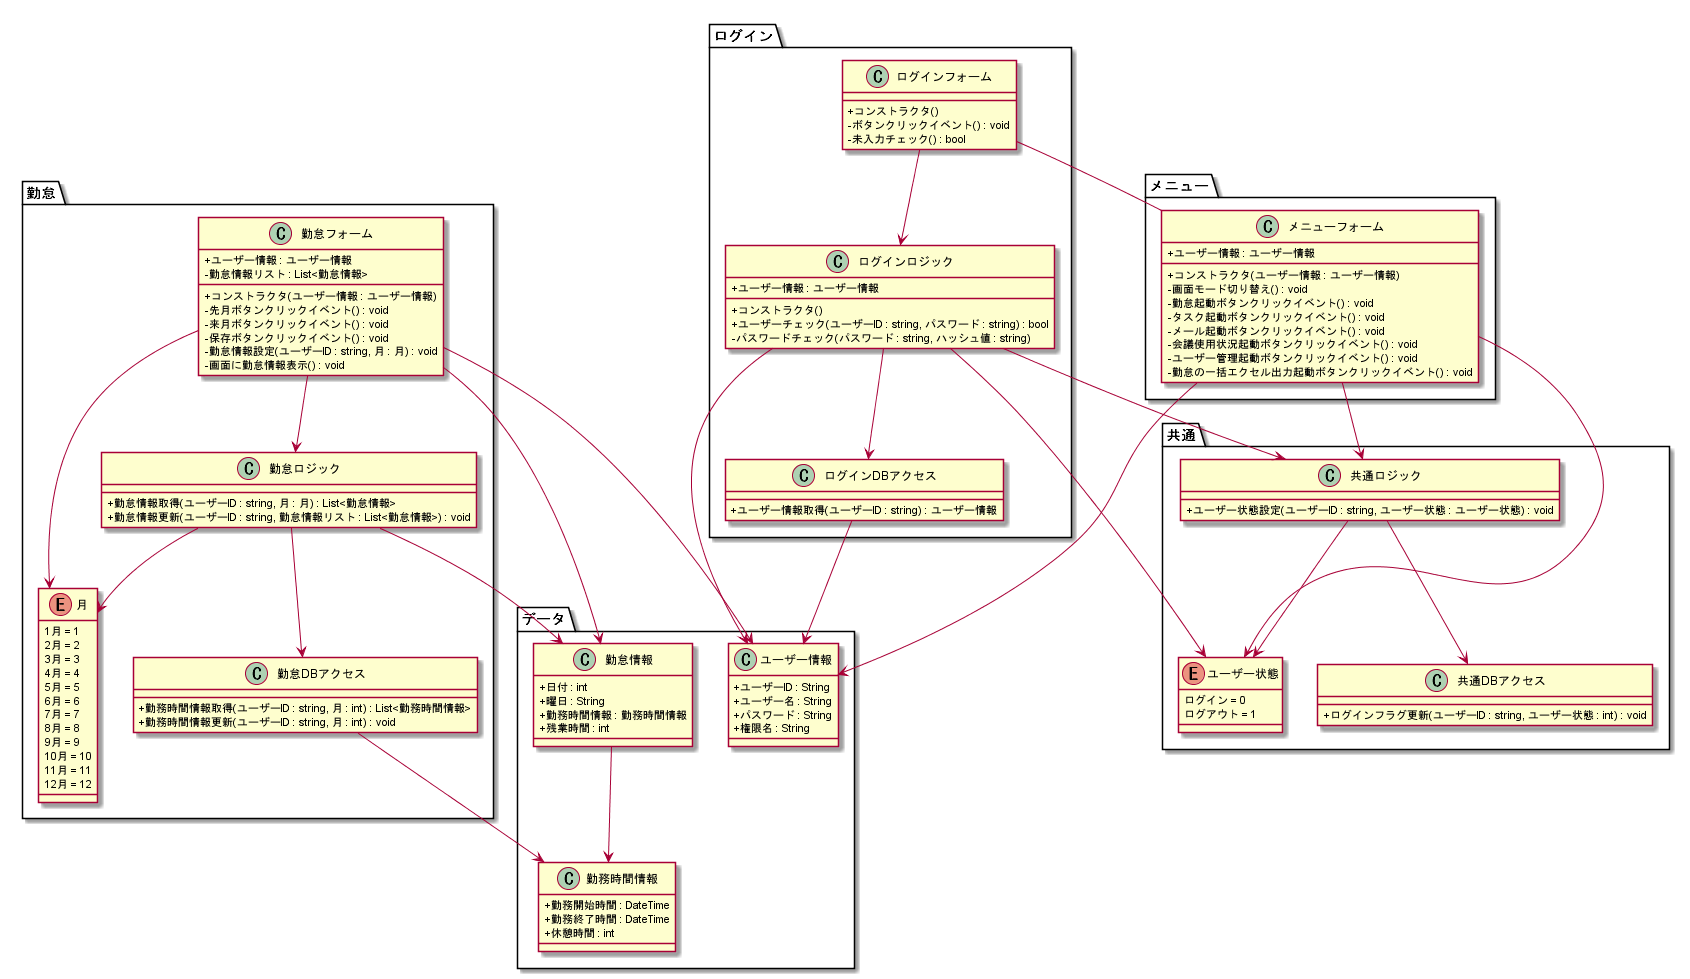 ログイン
C ログインフォーム
+コンストラクタ()
-ボタンクリックイベント() : void
-未入力チェック() : bool
C ログインロジック
+ユーザー情報 : ユーザー情報
+コンストラクタ()
+ユーザーチェック(ユーザーID : string, パスワード : string) : bool
-パスワードチェック(パスワード : string, ハッシュ値 : string)
C ログインDBアクセス
+ユーザー情報取得(ユーザーID : string) : ユーザー情報
メニュー
C メニューフォーム
+ユーザー情報 : ユーザー情報
+コンストラクタ(ユーザー情報 : ユーザー情報)
-画面モード切り替え() : void
-勤怠起動ボタンクリックイベント() : void
-タスク起動ボタンクリックイベント() : void
-メール起動ボタンクリックイベント() : void
-会議使用状況起動ボタンクリックイベント() : void
-ユーザー管理起動ボタンクリックイベント() : void
-勤怠の一括エクセル出力起動ボタンクリックイベント() : void
勤怠
C 勤怠フォーム
+ユーザー情報 : ユーザー情報
-勤怠情報リスト : List<勤怠情報>
+コンストラクタ(ユーザー情報 : ユーザー情報)
-先月ボタンクリックイベント() : void
-来月ボタンクリックイベント() : void
-保存ボタンクリックイベント() : void
-勤怠情報設定(ユーザーID : string, 月 : 月) : void
-画面に勤怠情報表示() : void
C 勤怠ロジック
+勤怠情報取得(ユーザーID : string, 月 : 月) : List<勤怠情報>
+勤怠情報更新(ユーザーID : string, 勤怠情報リスト : List<勤怠情報>) : void
E 月
1月 = 1
2月 = 2
3月 = 3
4月 = 4
5月 = 5
6月 = 6
7月 = 7
8月 = 8
9月 = 9
10月 = 10
11月 = 11
12月 = 12
C 勤怠DBアクセス
+勤務時間情報取得(ユーザーID : string, 月 : int) : List<勤務時間情報>
+勤務時間情報更新(ユーザーID : string, 月 : int) : void
共通
C 共通ロジック
+ユーザー状態設定(ユーザーID : string, ユーザー状態 : ユーザー状態) : void
E ユーザー状態
ログイン = 0
ログアウト = 1
C 共通DBアクセス
+ログインフラグ更新(ユーザーID : string, ユーザー状態 : int) : void
データ
C 勤怠情報
+日付 : int
+曜日 : String
+勤務時間情報 : 勤務時間情報
+残業時間 : int
C ユーザー情報
+ユーザーID : String
+ユーザー名 : String
+パスワード : String
+権限名 : String
C 勤務時間情報
+勤務開始時間 : DateTime
+勤務終了時間 : DateTime
+休憩時間 : int